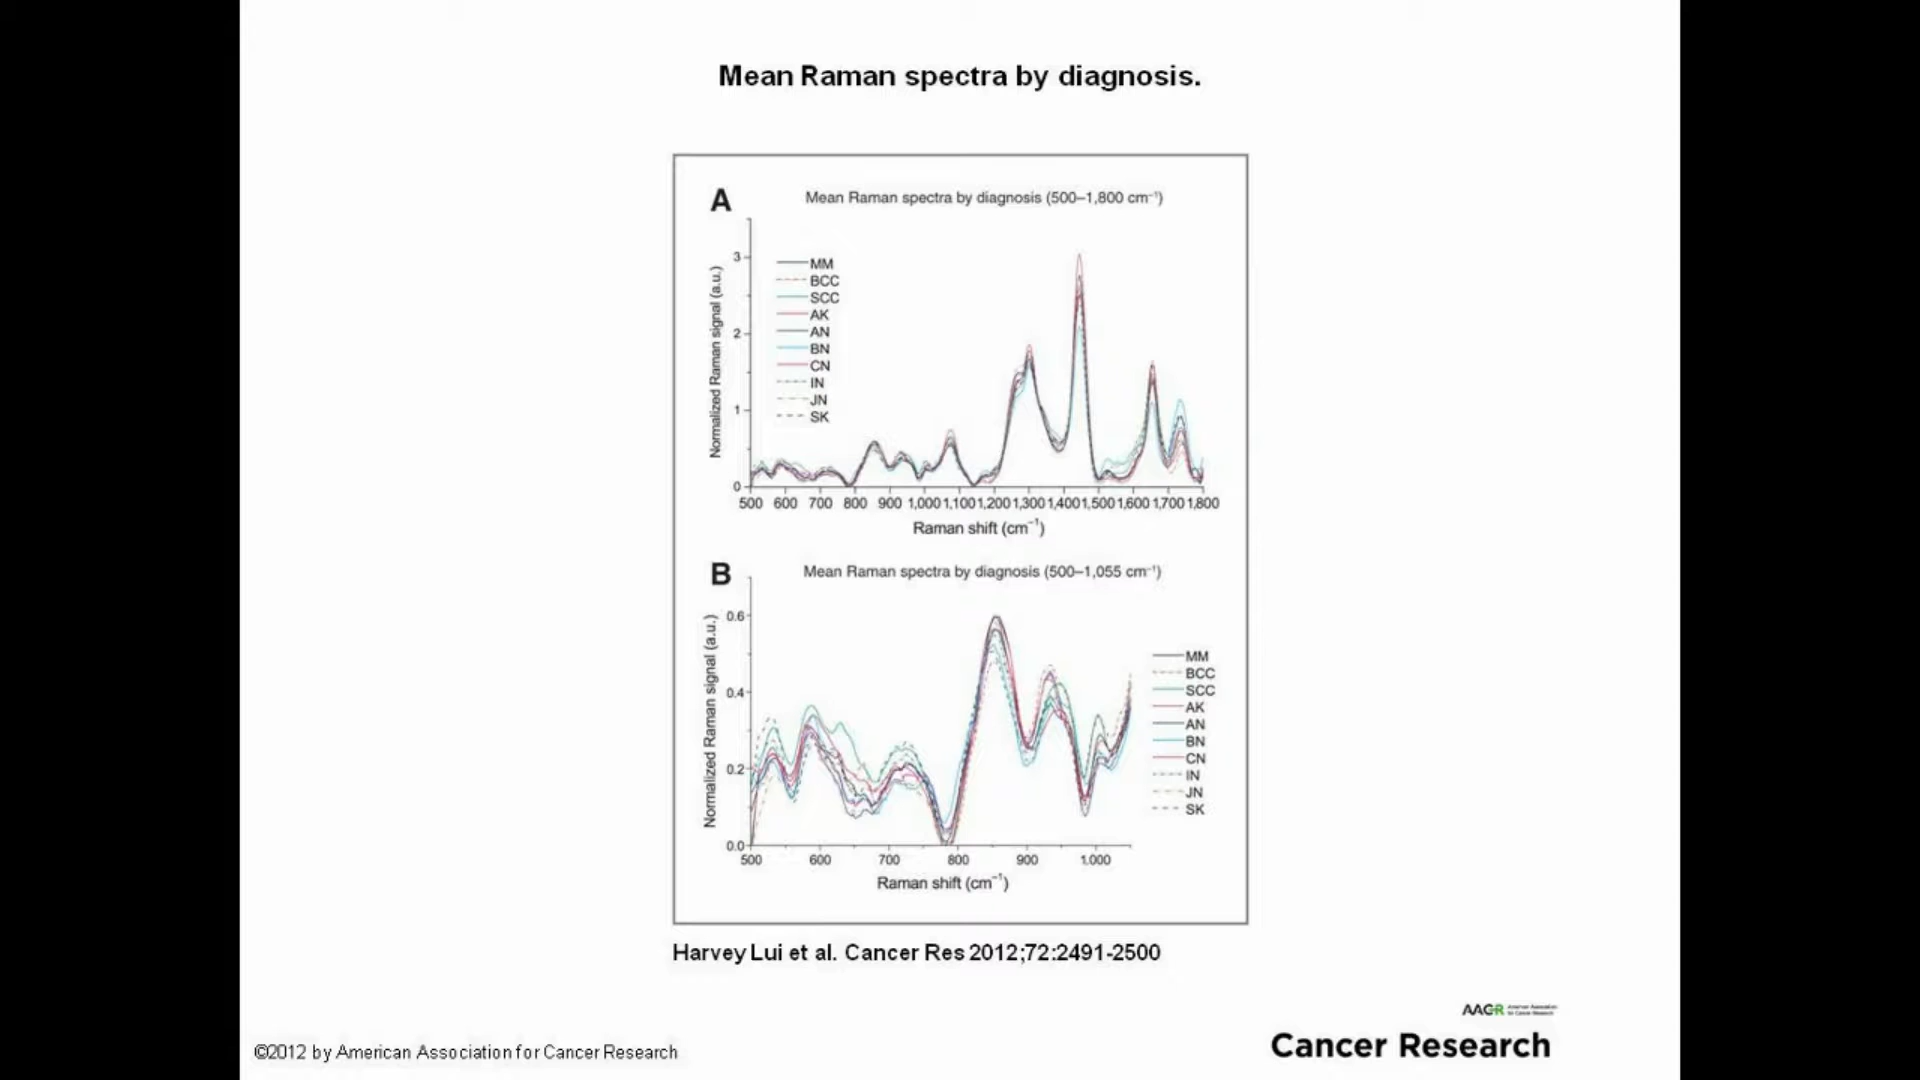 Mean Raman spectra by diagnosis.
A
Mean Raman spectra by diagnosis (500–1,800 cm⁻¹)
Normalized Raman signal (a.u.)
3
2
1
0
MM
BCC
SCC
AK
AN
BN
CN
IN
JN
SK
500 600 700 800 900 1,000 1,100 1,200 1,300 1,400 1,500 1,600 1,700 1,800
Raman shift (cm⁻¹)
B
Mean Raman spectra by diagnosis (500–1,055 cm⁻¹)
Normalized Raman signal (a.u.)
0.6
0.4
0.2
0.0
MM
BCC
SCC
AK
AN
BN
CN
IN
JN
SK
500 600 700 800 900 1.000
Raman shift (cm⁻¹)
Harvey Lui et al. Cancer Res 2012;72:2491-2500
AACR American Association
for Cancer Research
©2012 by American Association for Cancer Research
Cancer Research